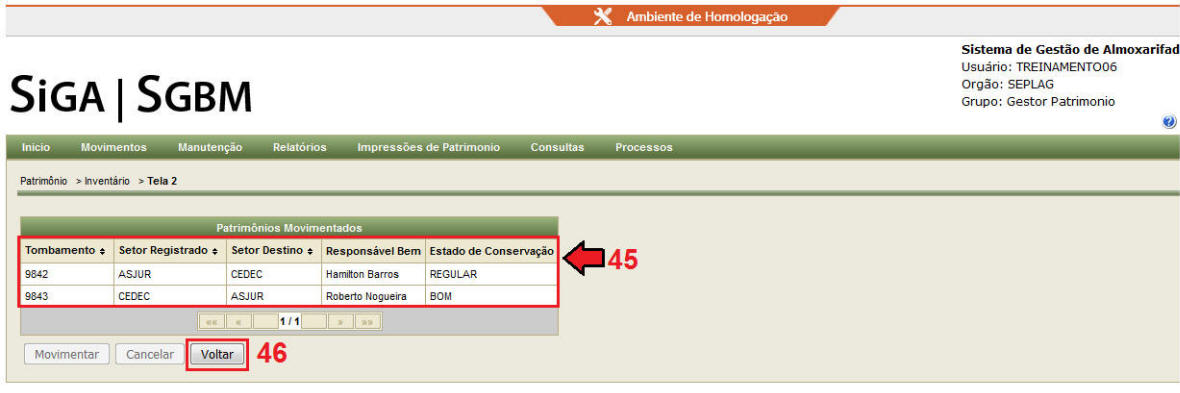 Ambiente de Homologação
Sistema de Gestão de Almoxarifad
Usuário: TREINAMENTO06
Orgão: SEPLAG
Grupo: Gestor Patrimonio
SiGA | SGBM
?
Inicio Movimentos Manutenção Relatórios Impressões de Patrimonio Consultas Processos
Patrimônio > Inventário > Tela 2
Patrimônios Movimentados
Tombamento Setor Registrado Setor Destino Responsável Bem Estado de Conservação
45
9842 ASJUR CEDEC Hamilton Barros REGULAR
9843 CEDEC ASJUR Roberto Nogueira BOM
«« « 1 / 1 » »»
Movimentar Cancelar Voltar 46